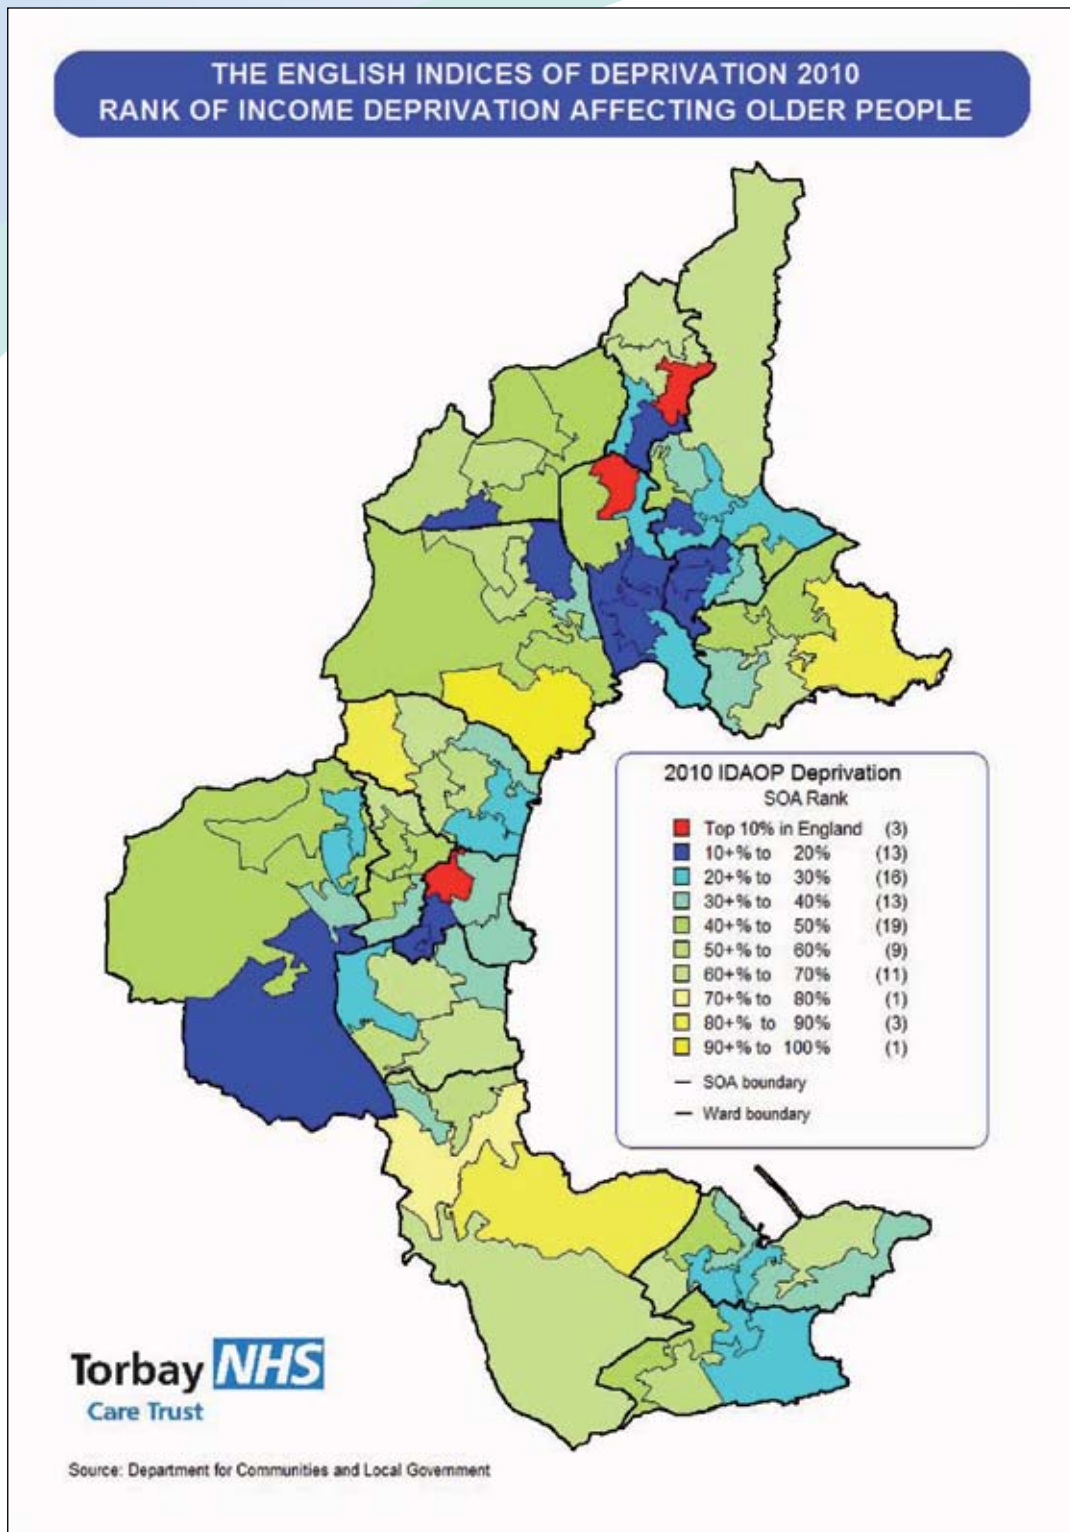 THE ENGLISH INDICES OF DEPRIVATION 2010
RANK OF INCOME DEPRIVATION AFFECTING OLDER PEOPLE
2010 IDAOP Deprivation
SOA Rank
Top 10% in England (3)
10+% to 20% (13)
20+% to 30% (16)
30+% to 40% (13)
40+% to 50% (19)
50+% to 60% (9)
60+% to 70% (11)
70+% to 80% (1)
80+% to 90% (3)
90+% to 100% (1)
SOA boundary
Ward boundary
Torbay NHS
Care Trust
Source: Department for Communities and Local Government